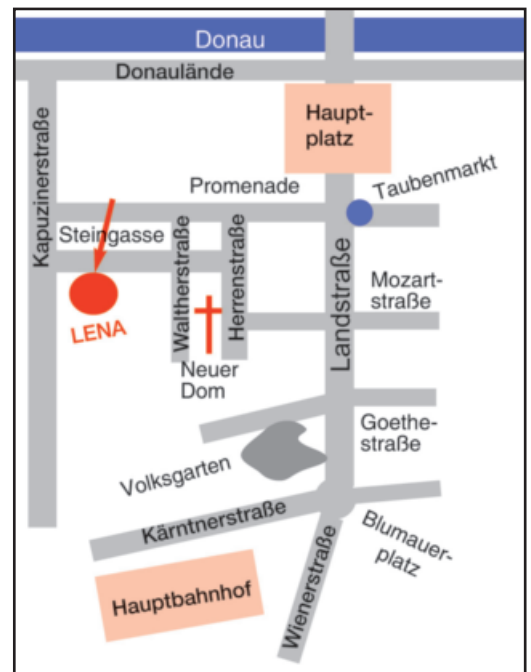 Donau
Donaulände
Haupt-
platz
Kapuzinerstraße
Promenade
Taubenmarkt
Steingasse
Waltherstraße
Herrenstraße
Landstraße
Mozart-
straße
LENA
Neuer
Dom
Goethe-
straße
Volksgarten
Kärntnerstraße
Blumauer-
platz
Hauptbahnhof
Wienerstraße